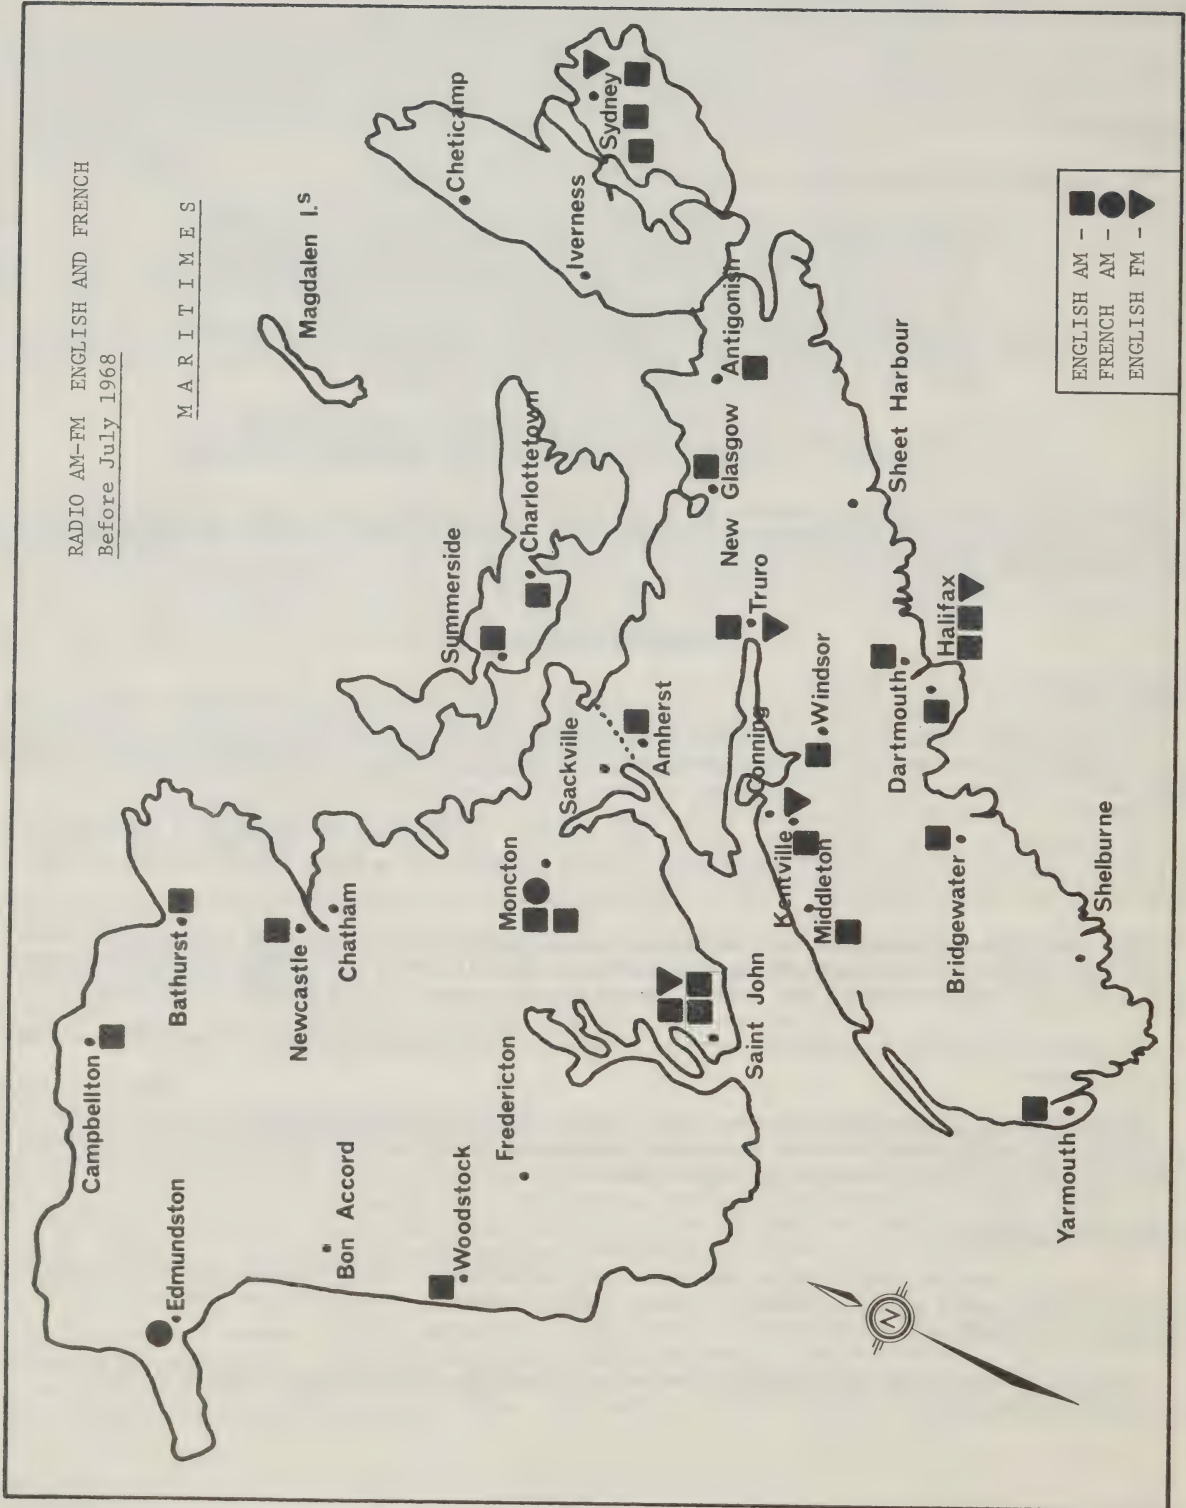 RADIO AM-FM ENGLISH AND FRENCH
Before July 1968
MARITIMES
Magdalen I.s
Cheticamp
Iverness
Sydney
Campbellton
Bathurst
Edmundston
Newcastle
Chatham
Bon Accord
Woodstock
Fredericton
Moncton
Sackville
Summerside
Charlottetown
Amherst
Saint John
New Glasgow
Antigonish
Truro
Windsor
Conning
Kentville
Middleton
Sheet Harbour
Halifax
Dartmouth
Bridgewater
Shelburne
Yarmouth
N
ENGLISH AM -
FRENCH AM -
ENGLISH FM -